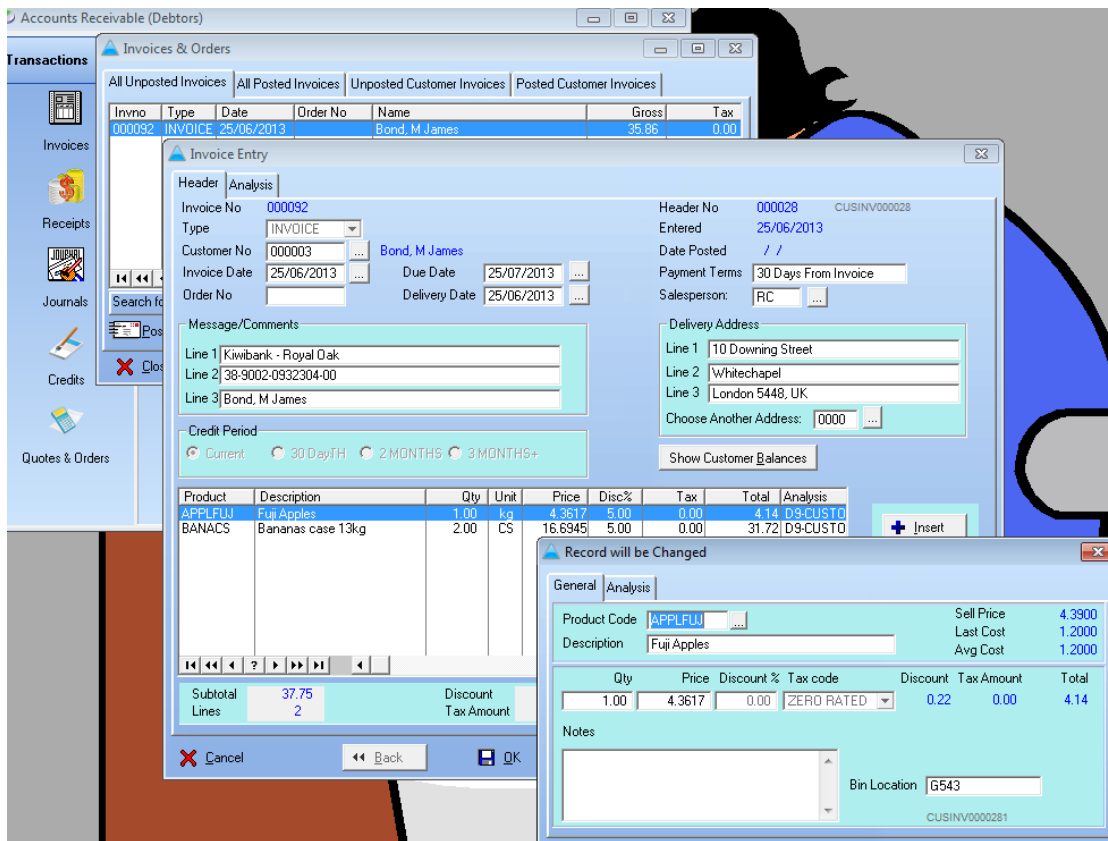 Accounts Receivable (Debtors)
Transactions
Invoices
Receipts
JOURNAL
Journals
Credits
Quotes & Orders
Invoices & Orders
All Unposted Invoices All Posted Invoices Unposted Customer Invoices Posted Customer Invoices
Invno Type Date Order No Name Gross Tax
000092 INVOICE 25/06/2013 Bond, M James 35.86 0.00
Search
Invoice Entry
Header Analysis
Invoice No 000092
Type INVOICE
Customer No 000003 ... Bond, M James
Invoice Date 25/06/2013 ... Due Date 25/07/2013 ...
Order No Delivery Date 25/06/2013 ...
Header No 000028 CUSINV000028
Entered 25/06/2013
Date Posted / /
Payment Terms 30 Days From Invoice
Salesperson: RC ...
Message/Comments
Line 1 Kiwibank - Royal Oak
Line 2 38-9002-0932304-00
Line 3 Bond, M James
Delivery Address
Line 1 10 Downing Street
Line 2 Whitechapel
Line 3 London 5448, UK
Choose Another Address: 0000 ...
Credit Period
Current 30 DayTH 2 MONTHS 3 MONTHS+
Show Customer Balances
Product Description Qty Unit Price Disc% Tax Total Analysis
APPLFUJ Fuji Apples 1.00 kg 4.3617 5.00 0.00 4.14 D9-CUSTO
BANACS Bananas case 13kg 2.00 CS 16.6945 5.00 0.00 31.72 D9-CUSTO
Insert
?
Subtotal 37.75 Discount
Lines 2 Tax Amount
Cancel Back OK
Record will be Changed
General Analysis
Product Code APPLFUJ ...
Description Fuji Apples
Sell Price 4.3900
Last Cost 1.2000
Avg Cost 1.2000
Qty Price Discount % Tax code Discount Tax Amount Total
1.00 4.3617 0.00 ZERO RATED 0.22 0.00 4.14
Notes
Bin Location G543
CUSINV0000281